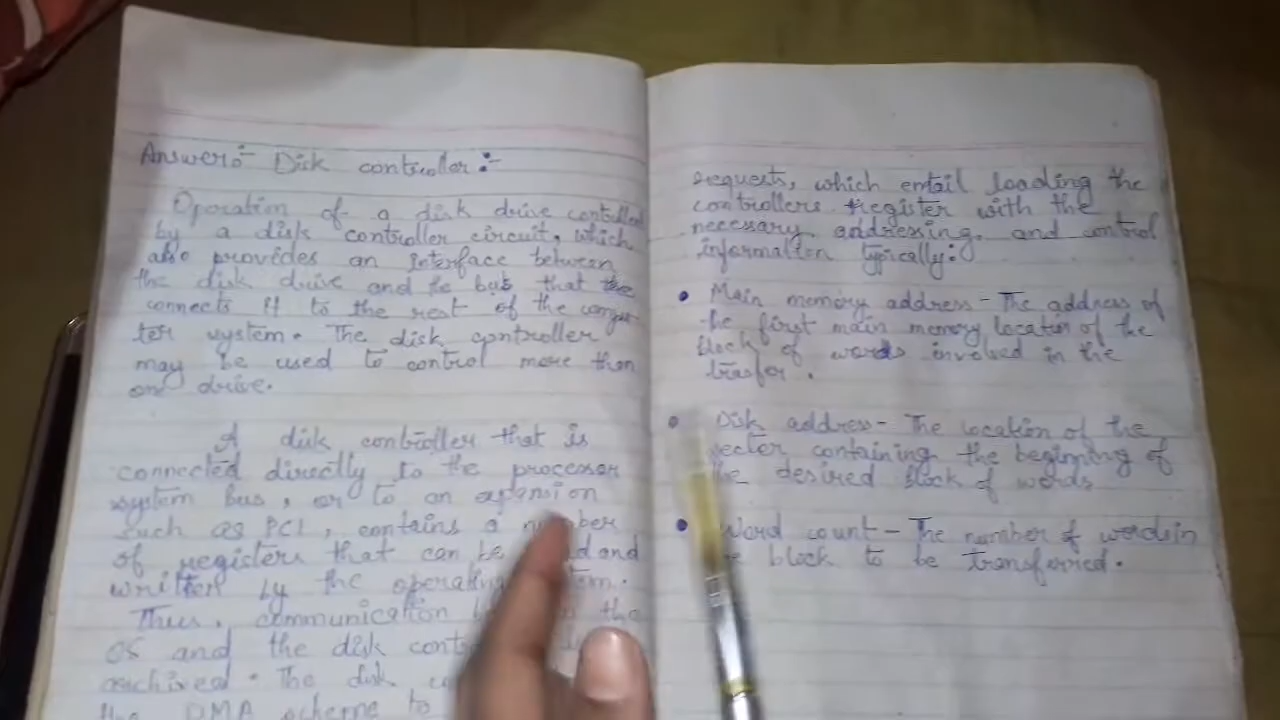 Answer:- Disk controller:-
Operation of a disk drive controlled
by a disk controller circuit, which
also provides an interface between
the disk drive and the bus that the
connects it to the rest of the compu
ter system. The disk controller
may be used to control more than
one drive.
A disk controller that is
connected directly to the processor
system bus, or to an expansion
such as PCI, contains a number
of registers that can be and
written by the operating
Thus, communication the
OS and the disk
achived. The disk
the DMA scheme to
requests, which entail loading the
controllers register with the
necessary addressing, and control
information typically:
• Main memory address - The address of
the first main memory location of the
block of words involved in the
trasfer.
• Disk address - The location of the
secter containing the beginning of
the desired block of words
• Word count - The number of words in
block to be transferred.